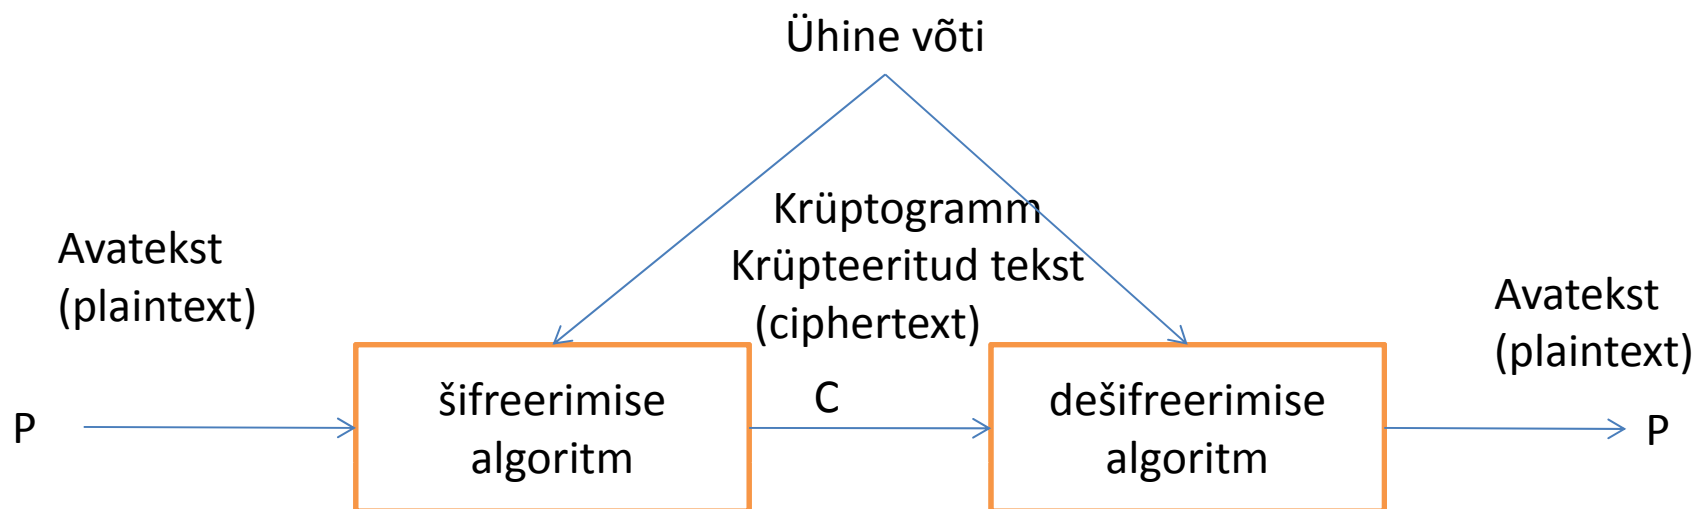 Ühine võti
Krüptogramm
Krüpteeritud tekst
(ciphertext)
Avatekst
(plaintext)
Avatekst
(plaintext)
P
šifreerimise
algoritm
C
dešifreerimise
algoritm
P